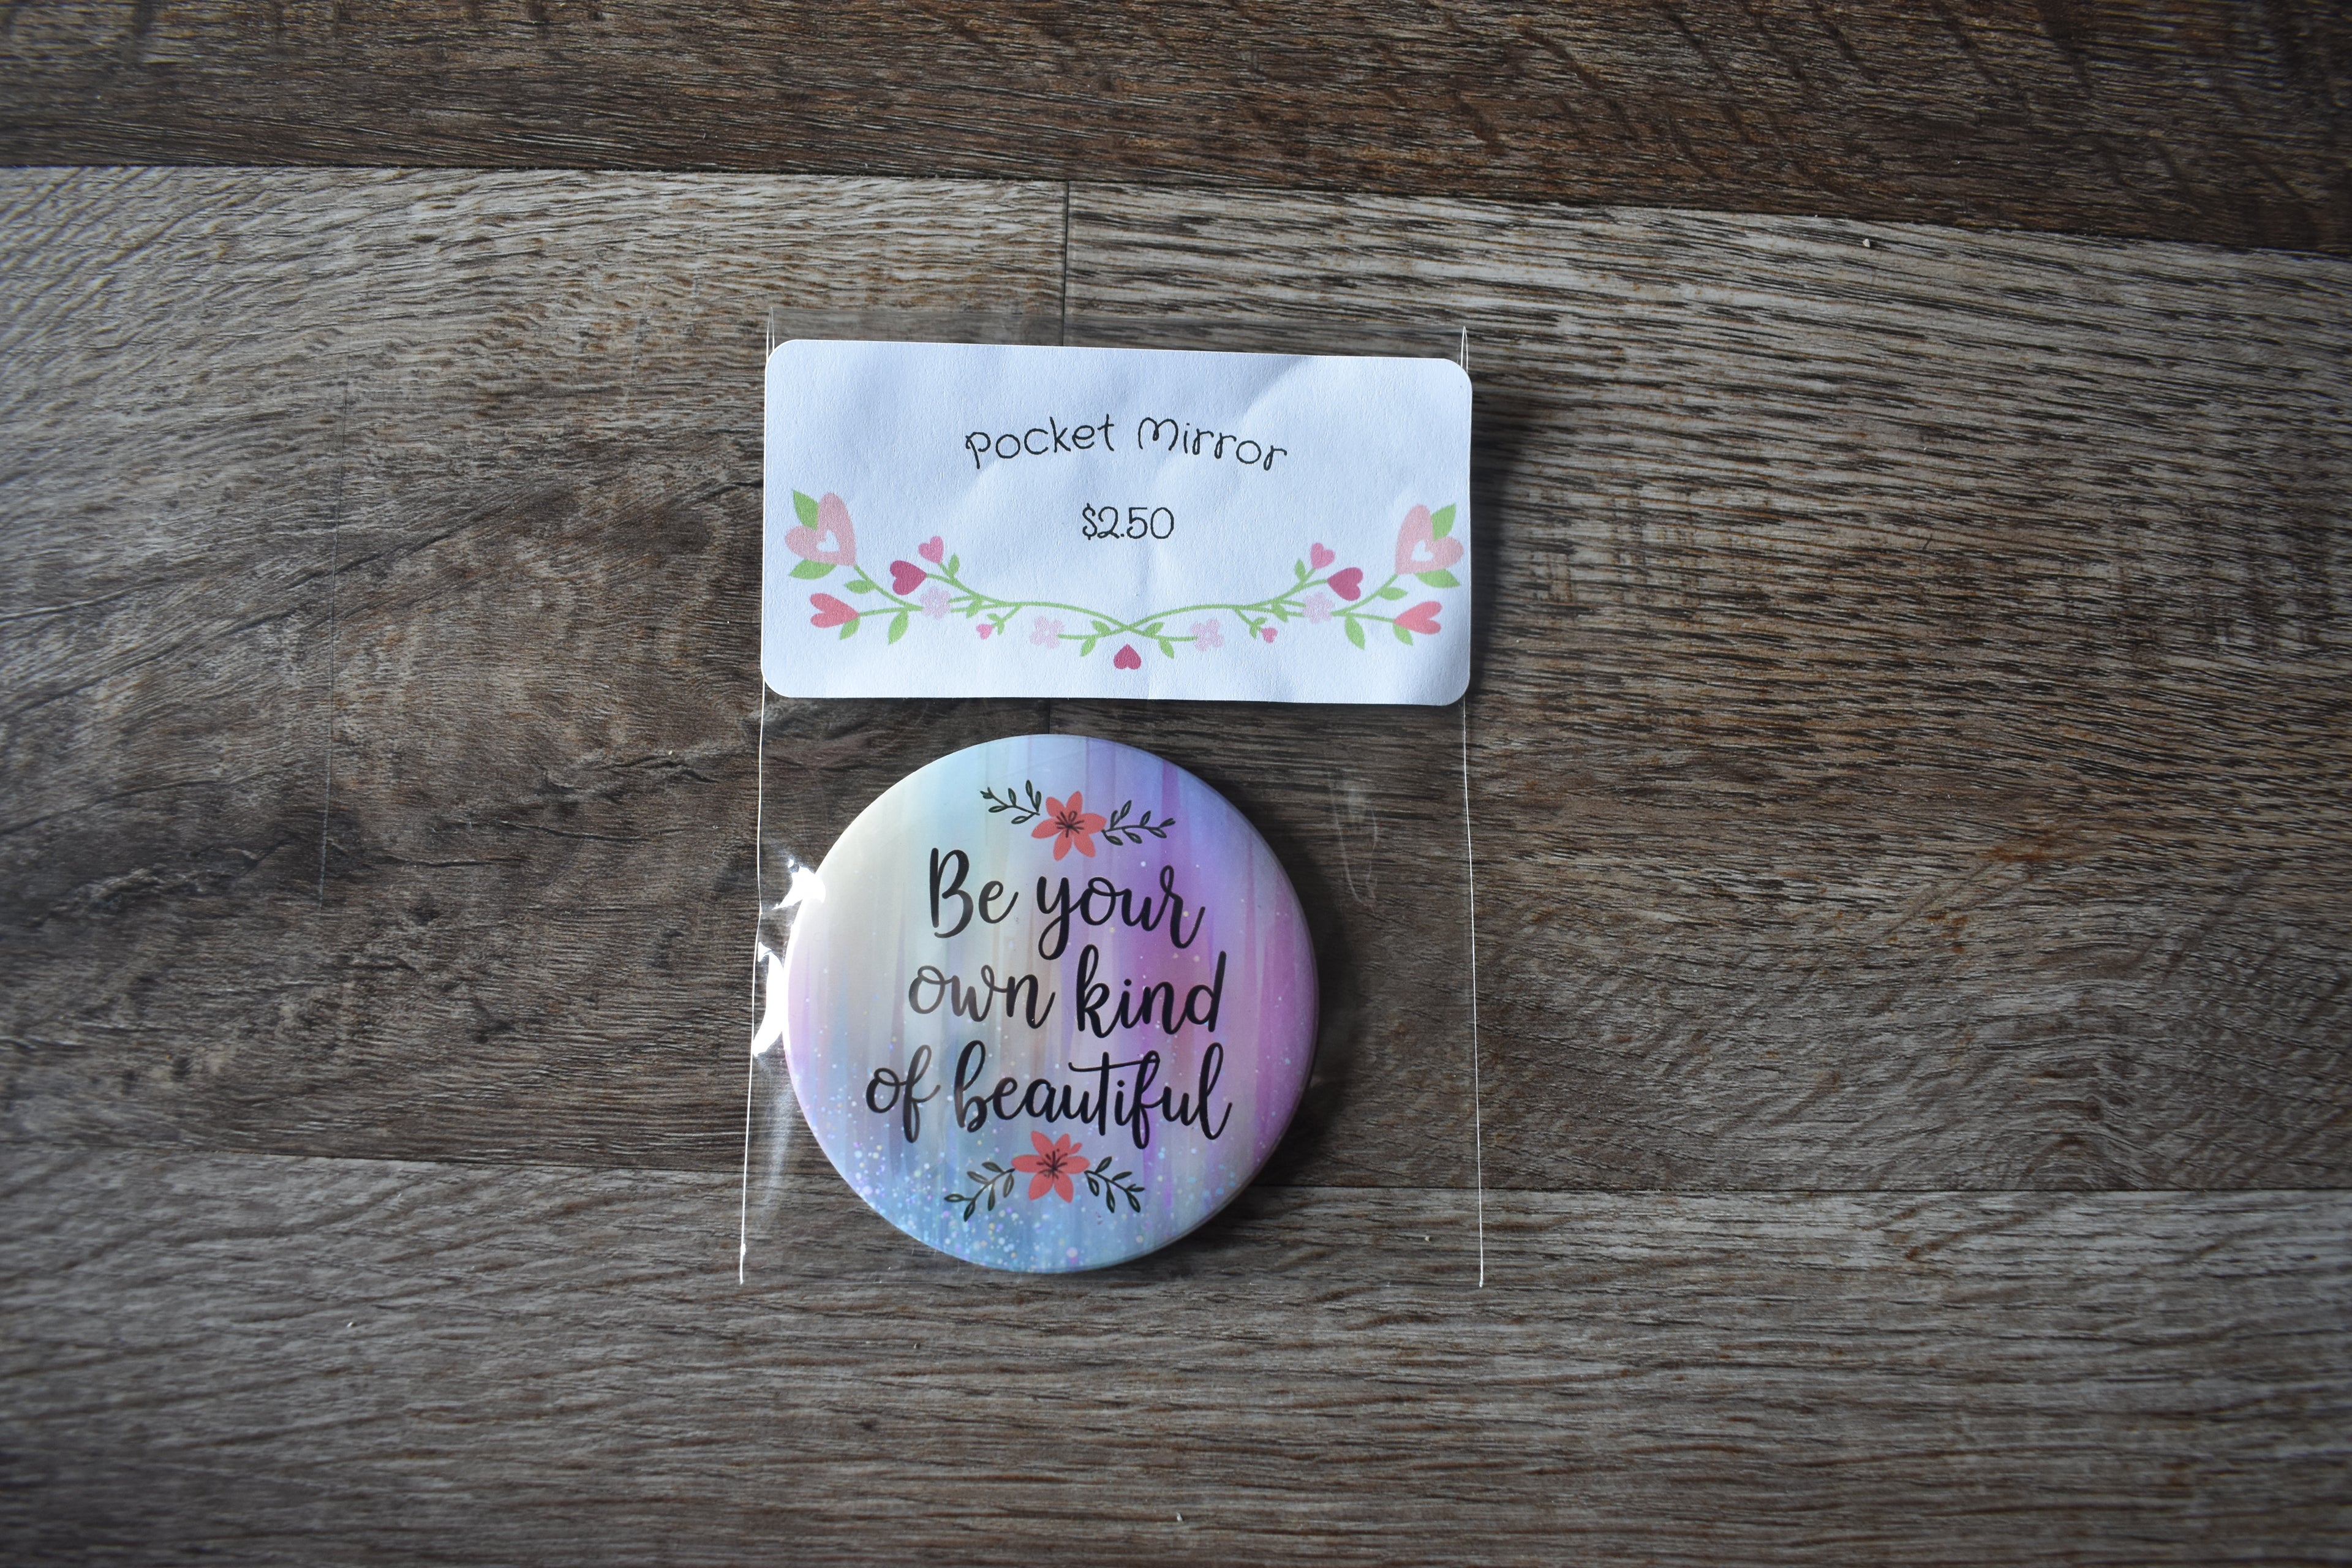 Pocket Mirror
$2.50
Be your
own kind
of beautiful